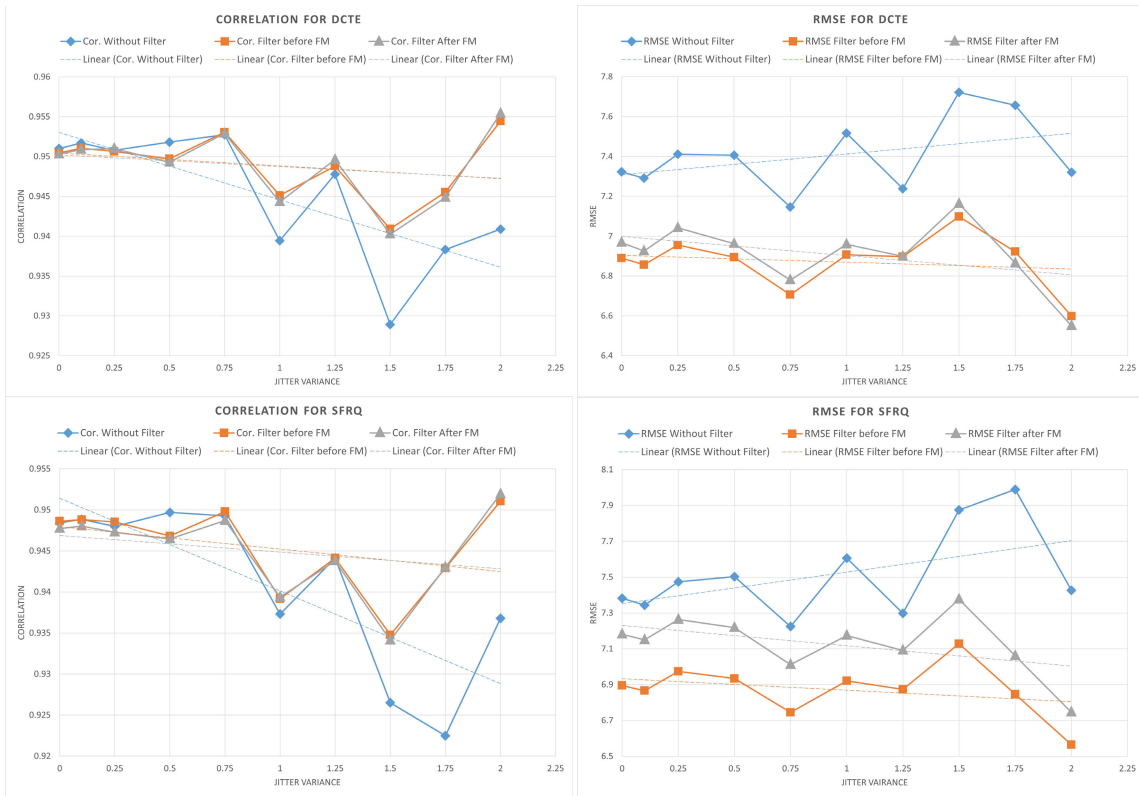 CORRELATION FOR DCTE
Cor. Without Filter Cor. Filter before FM Cor. Filter After FM
Linear (Cor. Without Filter) Linear (Cor. Filter before FM) Linear (Cor. Filter After FM)
0.96
0.955
0.95
0.945
0.94
0.935
0.93
0.925
CORRELATION
0 0.25 0.5 0.75 1 1.25 1.5 1.75 2 2.25
JITTER VARIANCE
RMSE FOR DCTE
RMSE Without Filter RMSE Filter before FM RMSE Filter after FM
Linear (RMSE Without Filter) Linear (RMSE Filter before FM) Linear (RMSE Filter after FM)
7.8
7.6
7.4
7.2
7
6.8
6.6
6.4
RMSE
0 0.25 0.5 0.75 1 1.25 1.5 1.75 2 2.25
JITTER VARIANCE
CORRELATION FOR SFRQ
Cor. Without Filter Cor. Filter before FM Cor. Filter After FM
Linear (Cor. Without Filter) Linear (Cor. Filter before FM) Linear (Cor. Filter After FM)
0.955
0.95
0.945
0.94
0.935
0.93
0.925
0.92
CORRELATION
0 0.25 0.5 0.75 1 1.25 1.5 1.75 2 2.25
JITTER VARIANCE
RMSE FOR SFRQ
RMSE Without Filter RMSE Filter before FM RMSE Filter after FM
Linear (RMSE Without Filter) Linear (RMSE Filter before FM) Linear (RMSE Filter after FM)
8.1
7.9
7.7
7.5
7.3
7.1
6.9
6.7
6.5
RMSE
0 0.25 0.5 0.75 1 1.25 1.5 1.75 2 2.25
JITTER VARIANCE